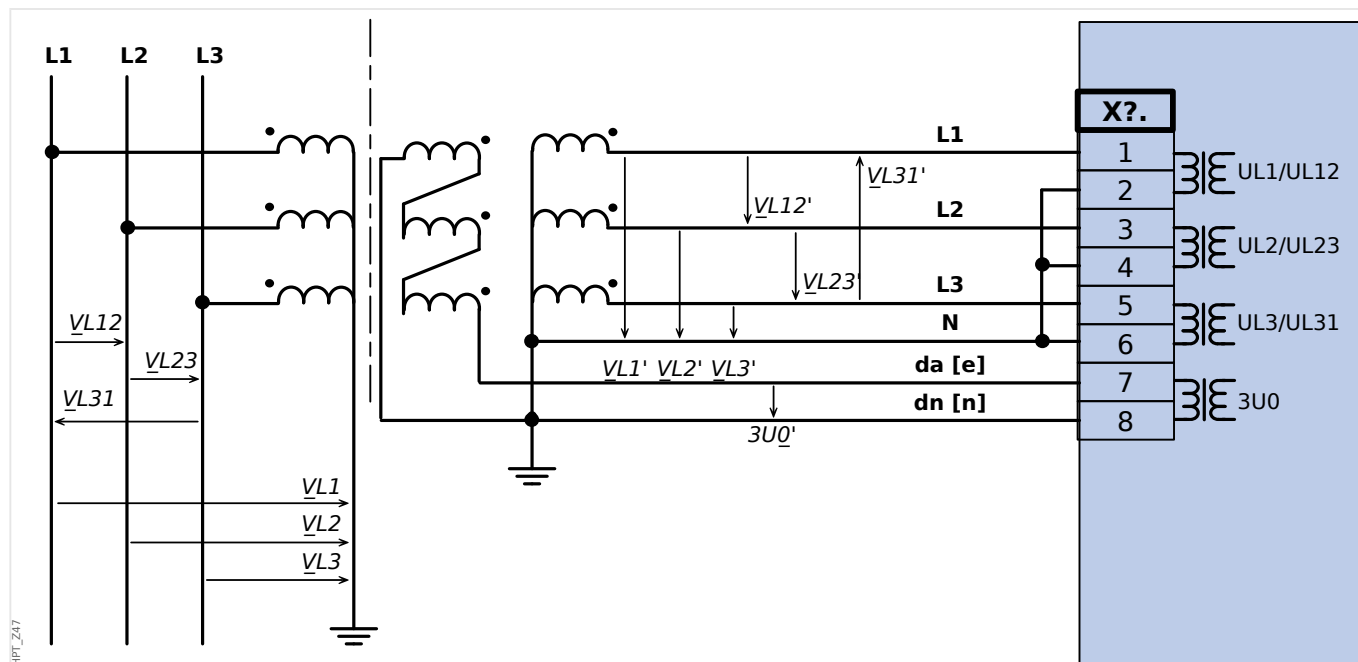 L1 L2 L3
X?.
L1
1
UL1/UL12
VL31'
2
VL12'
L2
3
UL2/UL23
4
VL23'
L3
5
N
UL3/UL31
VL12
6
VL23
VL1' VL2' VL3'
da [e]
7
VL31
dn [n]
3U0
8
3U0'
VL1
VL2
VL3
HPT_Z47